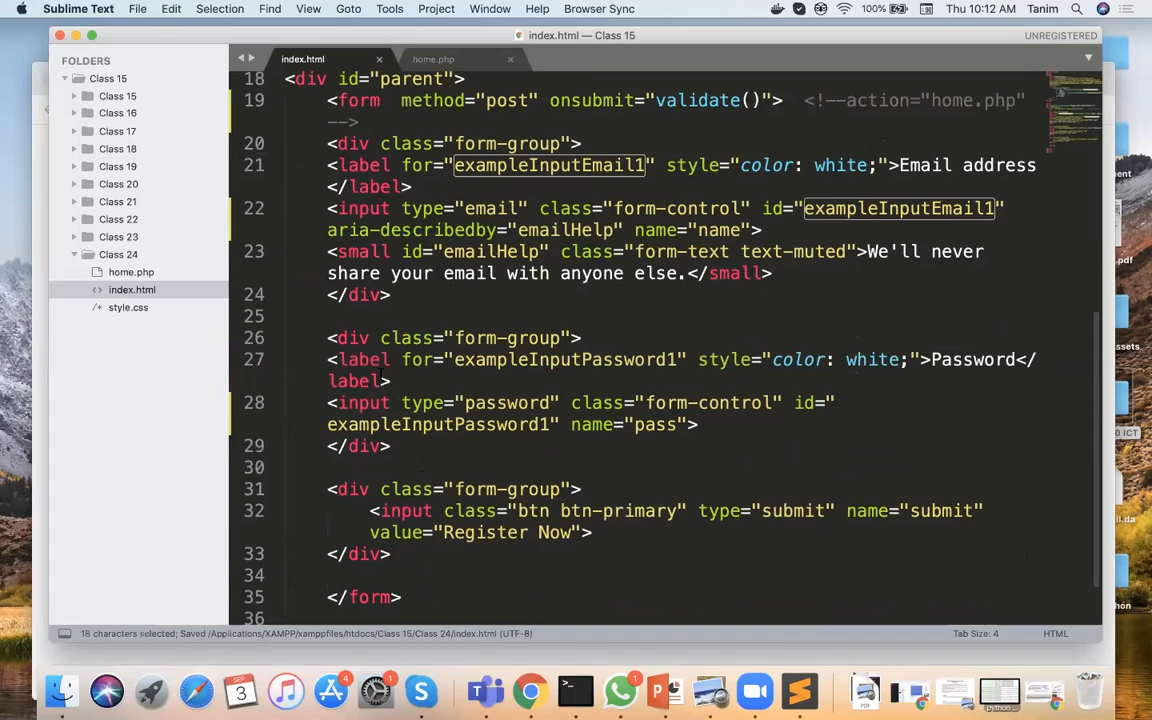 Sublime Text File Edit Selection Find View Goto Tools Project Window Help Browser Sync 100% Thu 10:12 AM Tanim
index.html — Class 15 UNREGISTERED
FOLDERS
Class 15
Class 15
Class 16
Class 17
Class 18
Class 19
Class 20
Class 21
Class 22
Class 23
Class 24
home.php
index.html
style.css
index.html home.php
18 <div id="parent">
19 <form  method="post" onsubmit="validate()">  <!--action="home.php"
-->
20 <div class="form-group">
21 <label for="exampleInputEmail1" style="color: white;">Email address
</label>
22 <input type="email" class="form-control" id="exampleInputEmail1"
aria-describedby="emailHelp" name="name">
23 <small id="emailHelp" class="form-text text-muted">We'll never
share your email with anyone else.</small>
24 </div>
25
26 <div class="form-group">
27 <label for="exampleInputPassword1" style="color: white;">Password</
label>
28 <input type="password" class="form-control" id="
exampleInputPassword1" name="pass">
29 </div>
30
31 <div class="form-group">
32 <input class="btn btn-primary" type="submit" name="submit"
value="Register Now">
33 </div>
34
35 </form>
36
18 characters selected; Saved /Applications/XAMPP/xamppfiles/htdocs/Class 15/Class 24/index.html (UTF-8) Tab Size: 4 HTML